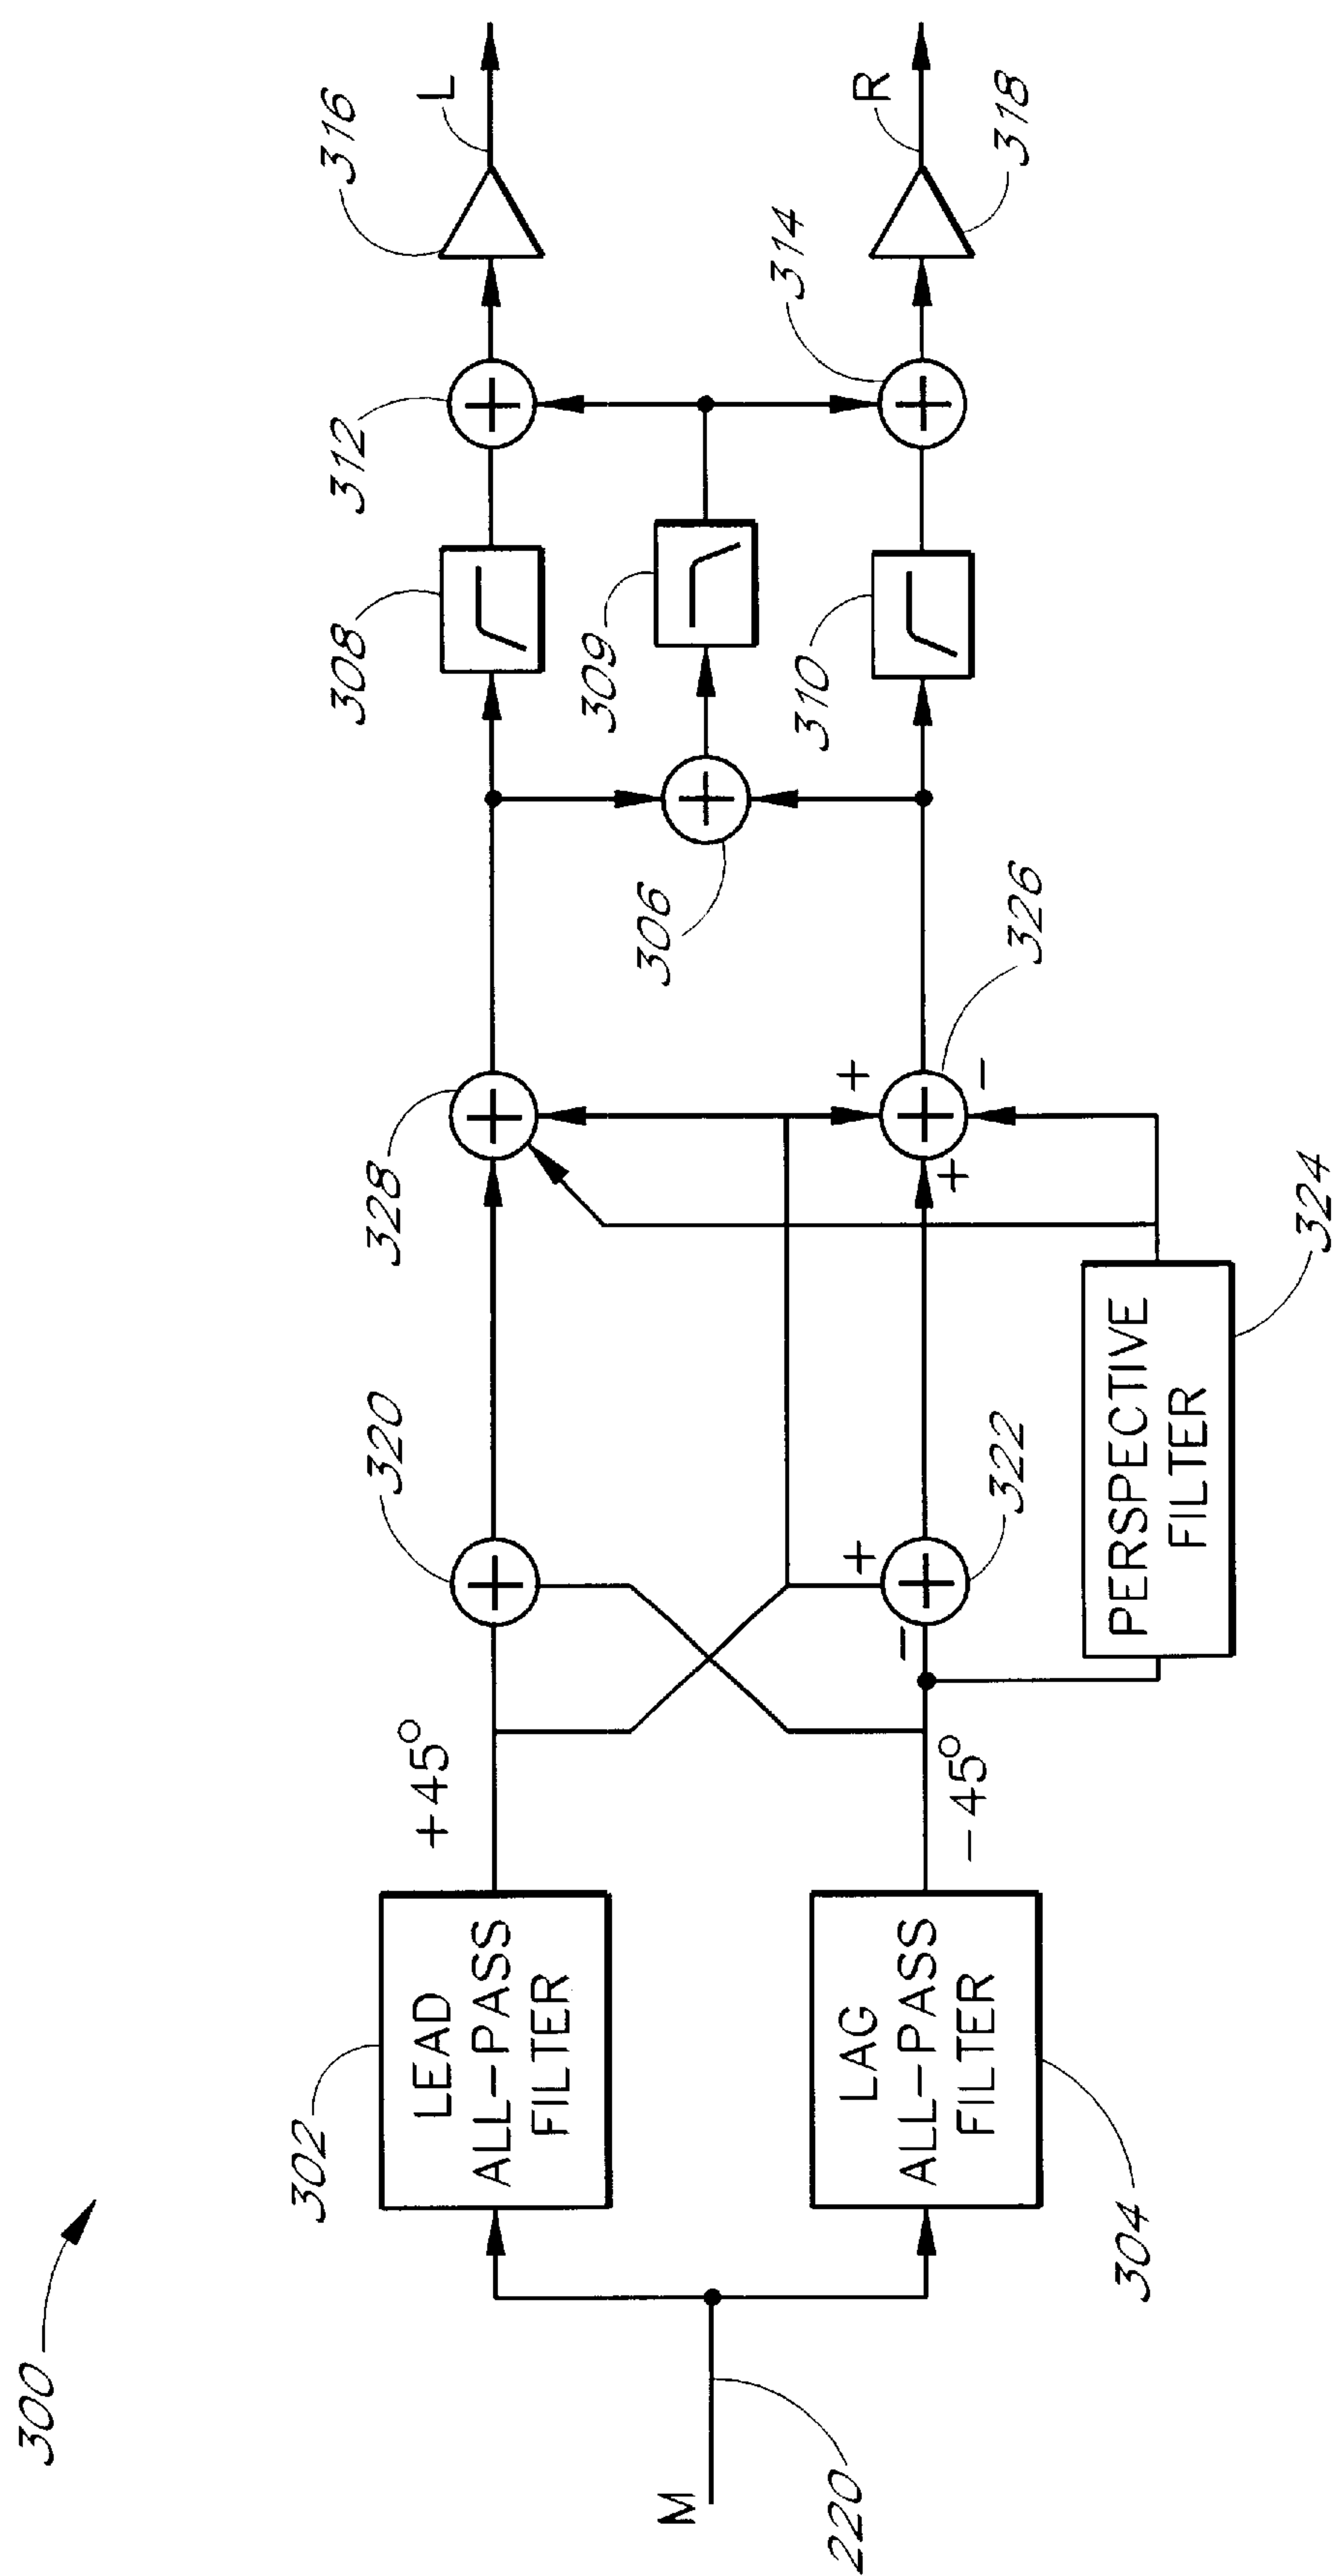 300
M
220
302
LEAD
ALL-PASS
FILTER
+45°
304
LAG
ALL-PASS
FILTER
-45°
320
+
322
+
+
-
PERSPECTIVE
FILTER
324
328
+
326
+
+
+
-
306
+
308
309
310
312
+
314
+
316
L
318
R